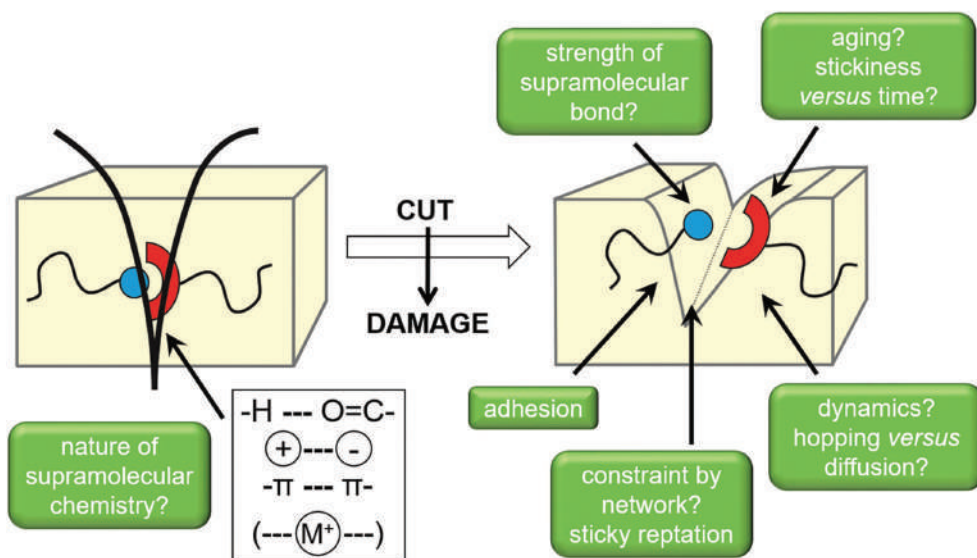 strength of
supramolecular
bond?
aging?
stickiness
versus time?
CUT
DAMAGE
nature of
supramolecular
chemistry?
-H --- O=C-
+ --- -
-π --- π-
(--- M⁺ ---)
adhesion
constraint by
network?
sticky reptation
dynamics?
hopping versus
diffusion?